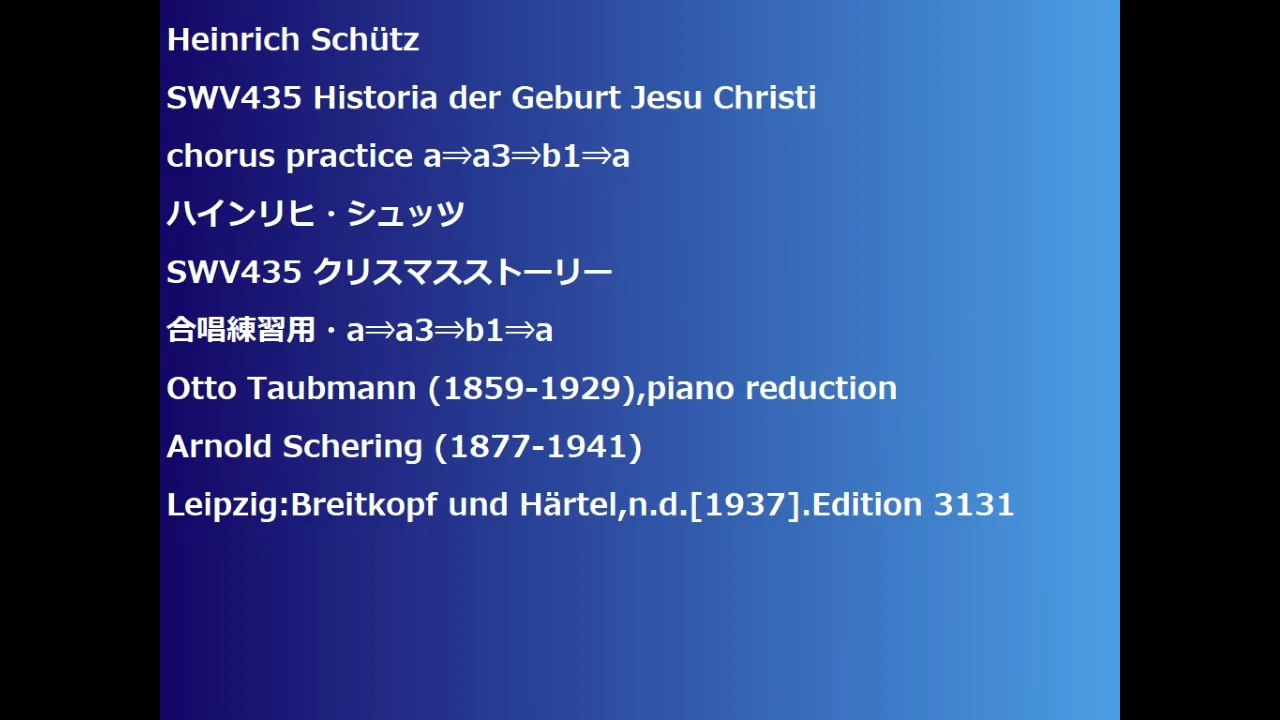 Heinrich Schütz
SWV435 Historia der Geburt Jesu Christi
chorus practice a⇒a3⇒b1⇒a
ハインリヒ・シュッツ
SWV435 クリスマスストーリー
合唱練習用・a⇒a3⇒b1⇒a
Otto Taubmann (1859-1929),piano reduction
Arnold Schering (1877-1941)
Leipzig:Breitkopf und Härtel,n.d.[1937].Edition 3131